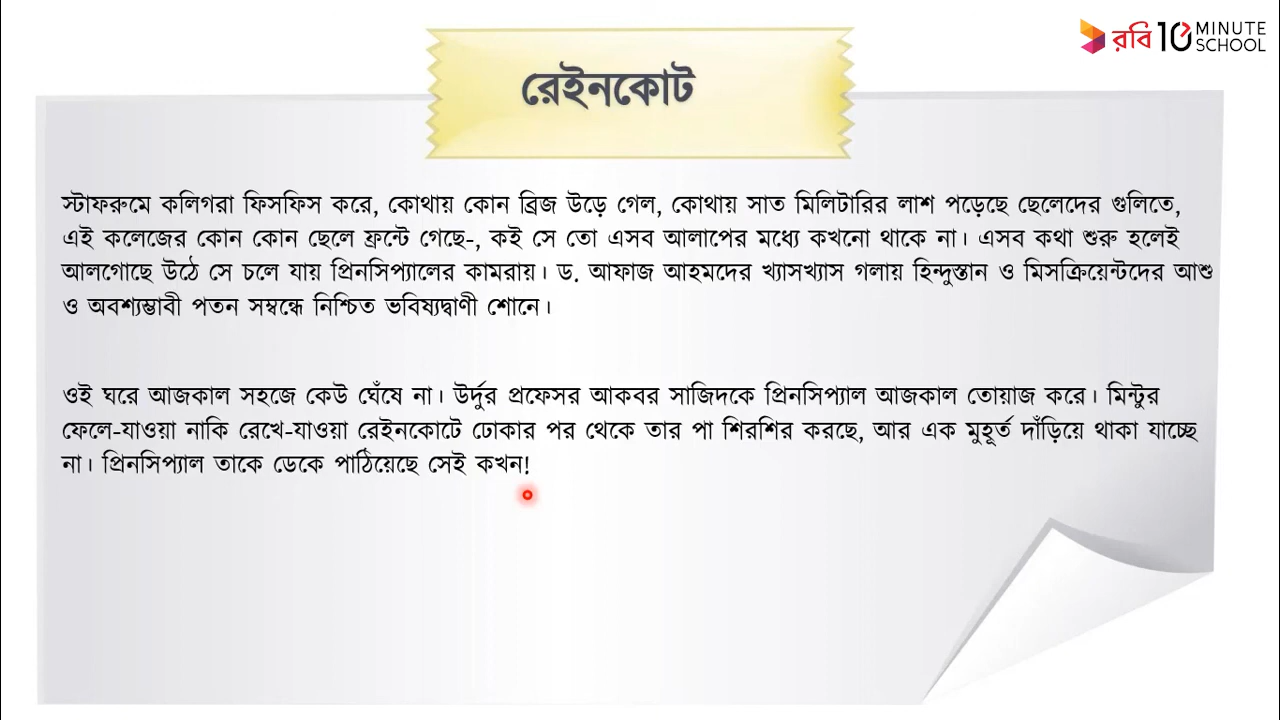 রবি 10 MINUTE SCHOOL
রেইনকোট
স্টাফরুমে কলিগরা ফিসফিস করে, কোথায় কোন ব্রিজ উড়ে গেল, কোথায় সাত মিলিটারির লাশ পড়েছে ছেলেদের গুলিতে,
এই কলেজের কোন কোন ছেলে ফ্রন্টে গেছে-, কই সে তো এসব আলাপের মধ্যে কখনো থাকে না। এসব কথা শুরু হলেই
আলগোছে উঠে সে চলে যায় প্রিনসিপ্যালের কামরায়। ড. আফাজ আহমদের খ্যাসখ্যাস গলায় হিন্দুস্তান ও মিসক্রিয়েন্টদের আশু
ও অবশ্যম্ভাবী পতন সম্বন্ধে নিশ্চিত ভবিষ্যদ্বাণী শোনে।
ওই ঘরে আজকাল সহজে কেউ ঘেঁষে না। উর্দুর প্রফেসর আকবর সাজিদকে প্রিনসিপ্যাল আজকাল তোয়াজ করে। মিন্টুর
ফেলে-যাওয়া নাকি রেখে-যাওয়া রেইনকোটে ঢোকার পর থেকে তার পা শিরশির করছে, আর এক মুহূর্ত দাঁড়িয়ে থাকা যাচ্ছে
না। প্রিনসিপ্যাল তাকে ডেকে পাঠিয়েছে সেই কখন!